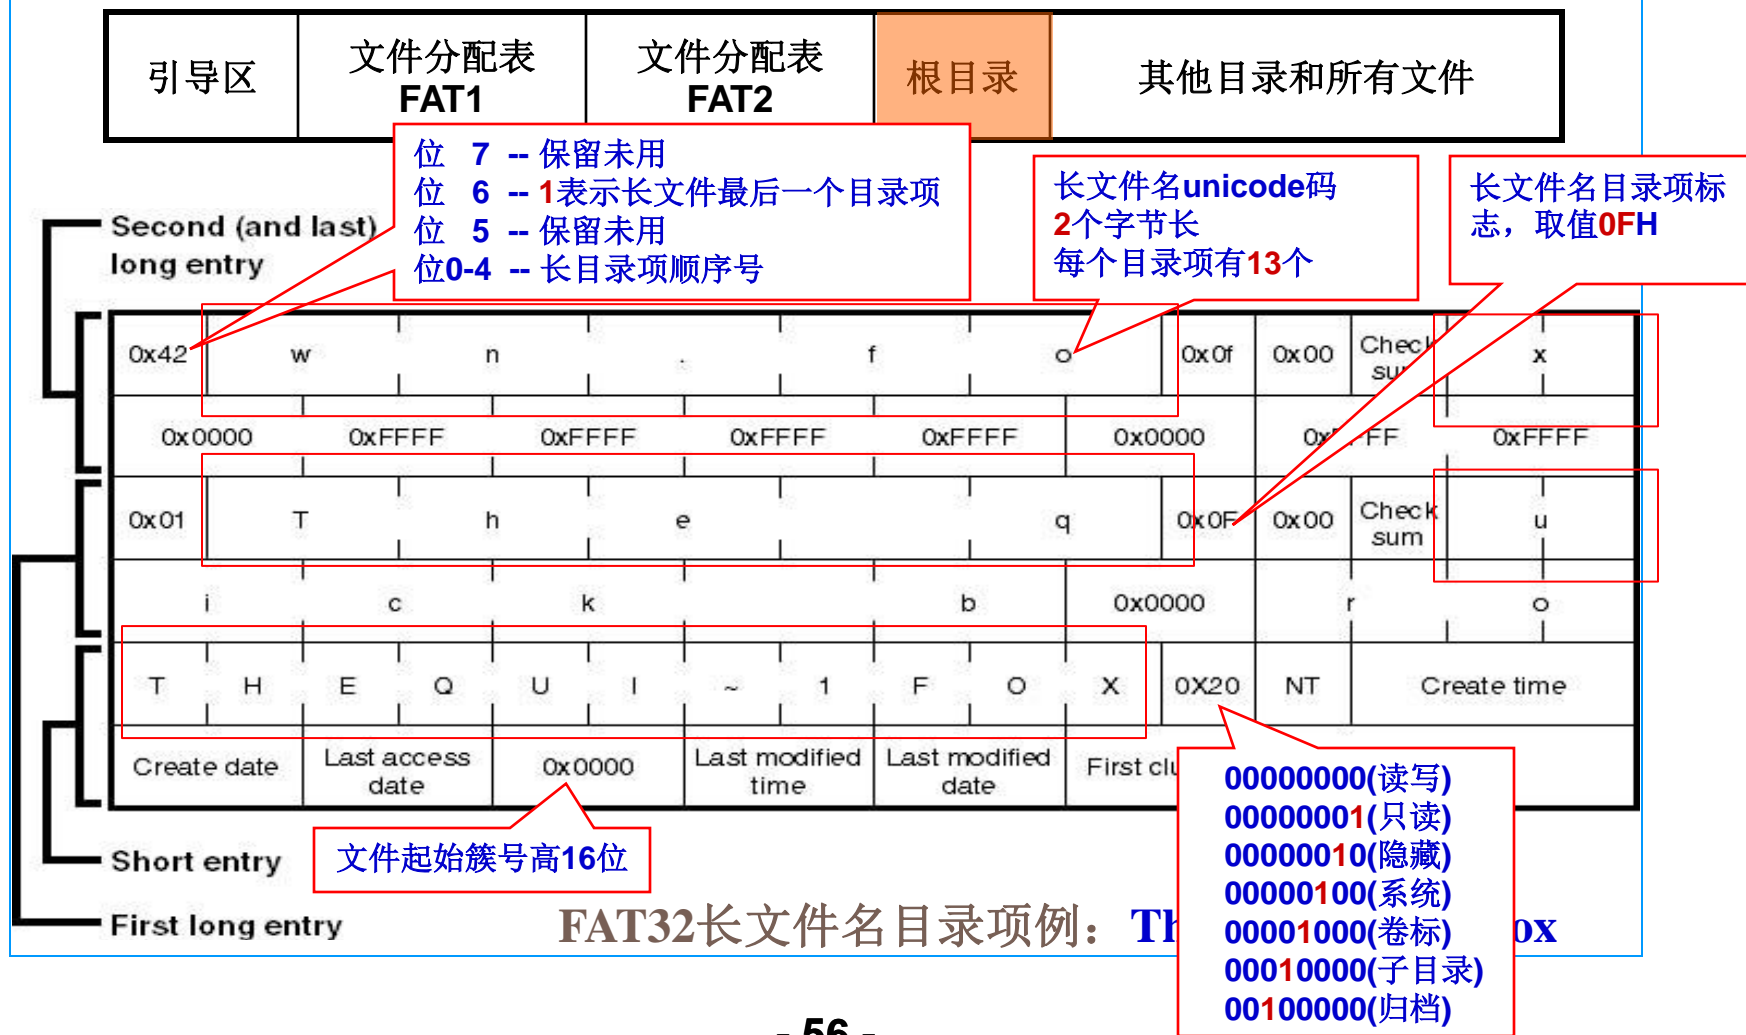 引导区
文件分配表
FAT1
文件分配表
FAT2
根目录
其他目录和所有文件
位 7 -- 保留未用
位 6 -- 1表示长文件最后一个目录项
位 5 -- 保留未用
位0-4 -- 长目录项顺序号
长文件名unicode码
2个字节长
每个目录项有13个
长文件名目录项标
志，取值0FH
Second (and last)
long entry
0x42 w n . f o 0x0f 0x00 Check sum x
0x0000 0xFFFF 0xFFFF 0xFFFF 0xFFFF 0x0000 0xFFFF 0xFFFF
0x01 T h e q 0x0F 0x00 Check sum u
i c k b 0x0000 r o
T H E Q U I ~ 1 F O X 0X20 NT Create time
Create date Last access date 0x0000 Last modified time Last modified date First clu
00000000(读写)
00000001(只读)
00000010(隐藏)
00000100(系统)
00001000(卷标)
00010000(子目录)
00100000(归档)
文件起始簇号高16位
Short entry
First long entry
FAT32长文件名目录项例：Th ox
- 56 -